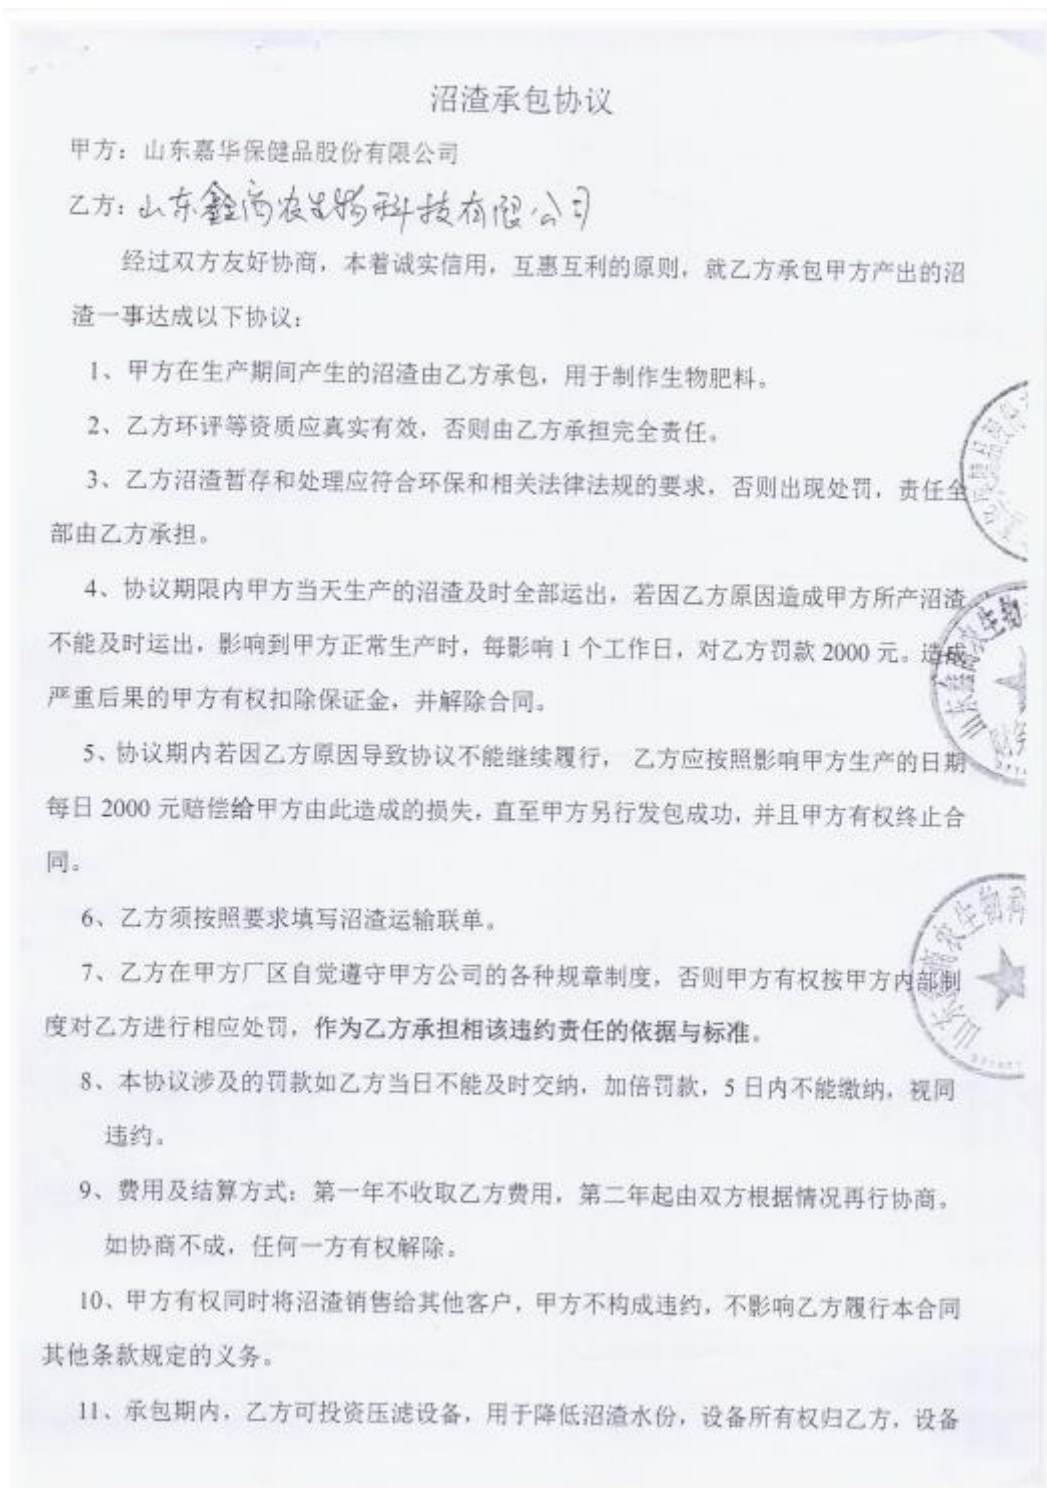 沼渣承包协议
甲方：山东嘉华保健品股份有限公司
乙方：山东鑫商农生物科技有限公司
经过双方友好协商，本着诚实信用，互惠互利的原则，就乙方承包甲方产出的沼
渣一事达成以下协议：
1、甲方在生产期间产生的沼渣由乙方承包，用于制作生物肥料。
2、乙方环评等资质应真实有效，否则由乙方承担完全责任。
3、乙方沼渣暂存和处理应符合环保和相关法律法规的要求，否则出现处罚，责任全
部由乙方承担。
4、协议期限内甲方当天生产的沼渣及时全部运出，若因乙方原因造成甲方所产沼渣
不能及时运出，影响到甲方正常生产时，每影响 1 个工作日，对乙方罚款 2000 元。造成
严重后果的甲方有权扣除保证金，并解除合同。
5、协议期内若因乙方原因导致协议不能继续履行， 乙方应按照影响甲方生产的日期
每日 2000 元赔偿给甲方由此造成的损失，直至甲方另行发包成功，并且甲方有权终止合
同。
6、乙方须按照要求填写沼渣运输联单。
7、乙方在甲方厂区自觉遵守甲方公司的各种规章制度，否则甲方有权按甲方内部制
度对乙方进行相应处罚，作为乙方承担相该违约责任的依据与标准。
8、本协议涉及的罚款如乙方当日不能及时交纳，加倍罚款，5 日内不能缴纳，视同
违约。
9、费用及结算方式：第一年不收取乙方费用，第二年起由双方根据情况再行协商。
如协商不成，任何一方有权解除。
10、甲方有权同时将沼渣销售给其他客户，甲方不构成违约，不影响乙方履行本合同
其他条款规定的义务。
11、承包期内，乙方可投资压滤设备，用于降低沼渣水份，设备所有权归乙方，设备
山东鑫商农生物
财务
山东鑫商农生物科